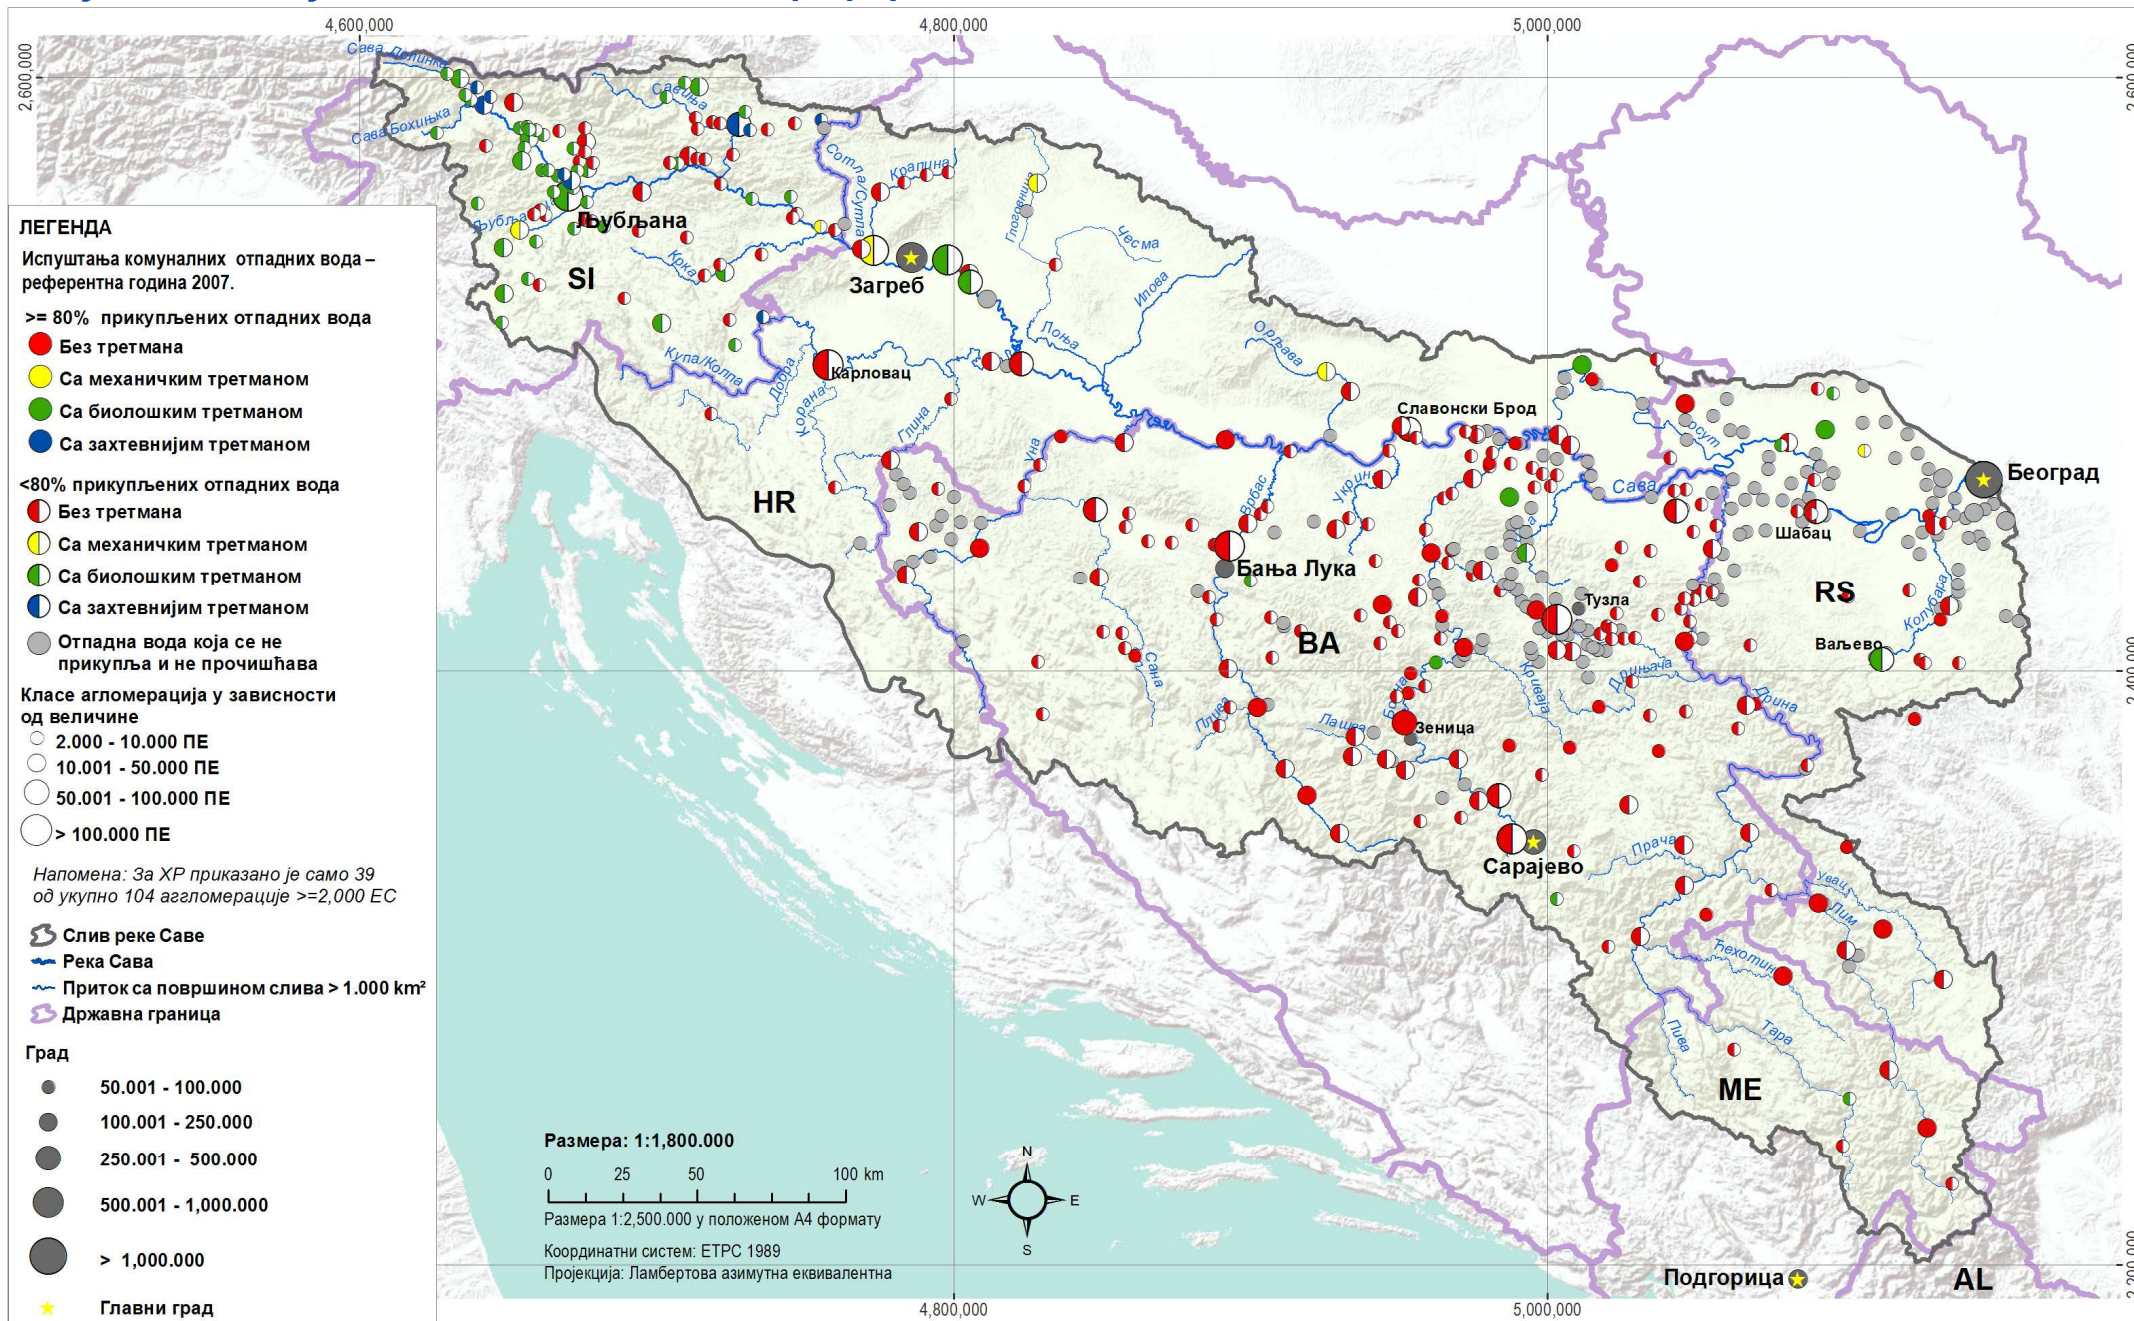 4,600,000
4,800,000
5,000,000
2,600,000
Сава Долинка
Сава Бохињка
Савиња
Сотла/Сутла
Крапина
Глоговница
Чесма
Илова
Лоња
Љубљана
Крка
SI
Загреб
Купа/Колпа
Добра
Корана
Карловац
Глина
Орљава
Славонски Брод
Босут
HR
Уна
Врбас
Укрина
Сава
Београд
Шабац
Бања Лука
Тузла
RS
Колубара
BA
Ваљево
Сана
Плива
Лашва
Босна
Криваја
Дрињача
Дрина
Зеница
Сарајево
Прача
Увац
Лим
Ћехотина
Пива
Тара
ME
Подгорица
AL
ЛЕГЕНДА
Испуштања комуналних отпадних вода –
референтна година 2007.
>= 80% прикупљених отпадних вода
Без третмана
Са механичким третманом
Са биолошким третманом
Са захтевнијим третманом
<80% прикупљених отпадних вода
Без третмана
Са механичким третманом
Са биолошким третманом
Са захтевнијим третманом
Отпадна вода која се не
прикупља и не прочишћава
Класе агломерација у зависности
од величине
2.000 - 10.000 ПЕ
10.001 - 50.000 ПЕ
50.001 - 100.000 ПЕ
> 100.000 ПЕ
Напомена: За ХР приказано је само 39
од укупно 104 аггломерације >=2,000 ЕС
Слив реке Саве
Река Сава
Приток са површином слива > 1.000 km²
Државна граница
Град
50.001 - 100.000
100.001 - 250.000
250.001 - 500.000
500.001 - 1,000.000
> 1,000.000
Главни град
Размера: 1:1,800.000
0 25 50 100 km
Размера 1:2,500.000 у положеном А4 формату
Координатни систем: ЕТРС 1989
Пројекција: Ламбертова азимутна еквивалентна
N
W E
S
4,800,000
5,000,000